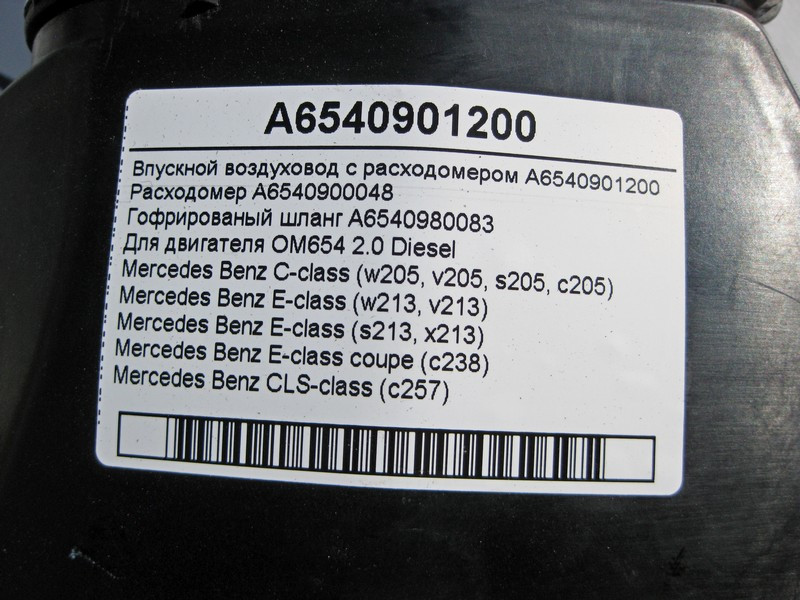 A6540901200
Впускной воздуховод с расходомером A6540901200
Расходомер A6540900048
Гофрированый шланг A6540980083
Для двигателя OM654 2.0 Diesel
Mercedes Benz C-class (w205, v205, s205, c205)
Mercedes Benz E-class (w213, v213)
Mercedes Benz E-class (s213, x213)
Mercedes Benz E-class coupe (c238)
Mercedes Benz CLS-class (c257)